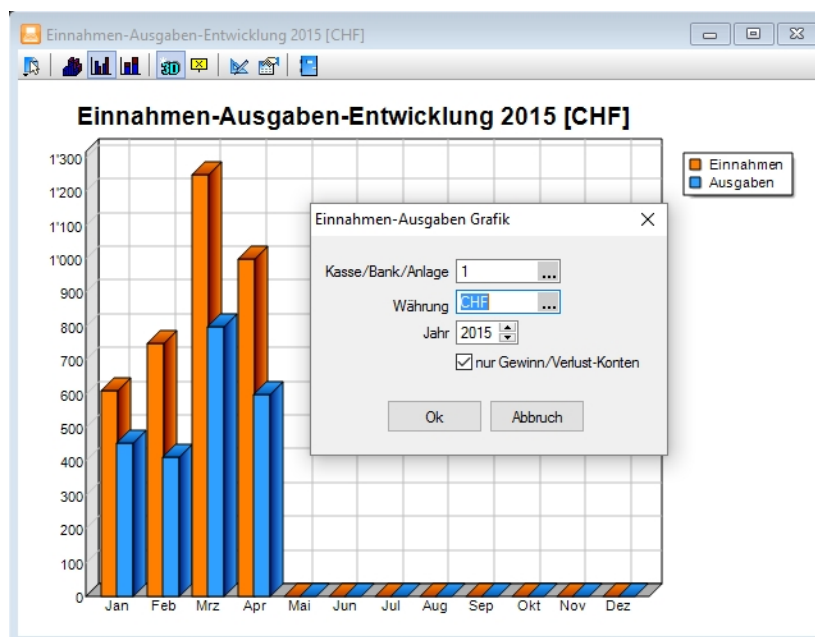 Einnahmen-Ausgaben-Entwicklung 2015 [CHF]
3D
Einnahmen-Ausgaben-Entwicklung 2015 [CHF]
Einnahmen
Ausgaben
1'300
1'200
1'100
1'000
900
800
700
600
500
400
300
200
100
0
Jan Feb Mrz Apr Mai Jun Jul Aug Sep Okt Nov Dez
Einnahmen-Ausgaben Grafik
Kasse/Bank/Anlage 1 ...
Währung CHF ...
Jahr 2015
nur Gewinn/Verlust-Konten
Ok Abbruch